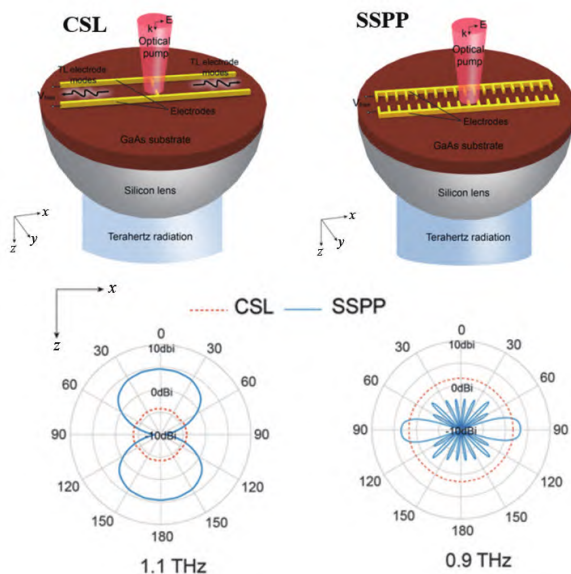 CSL
SSPP
k
E
Optical
pump
TL electrode
modes
TL electrode
modes
Electrodes
GaAs substrate
Silicon lens
Terahertz radiation
x
y
z
k
E
Optical
pump
Electrodes
GaAs substrate
Silicon lens
Terahertz radiation
x
y
z
x
z
CSL
SSPP
0
10dbi
30
30
60
60
0dBi
90
-10dBi
90
120
120
150
150
180
1.1 THz
0
10dbi
30
30
60
60
0dBi
90
-10dBi
90
120
120
150
150
180
0.9 THz